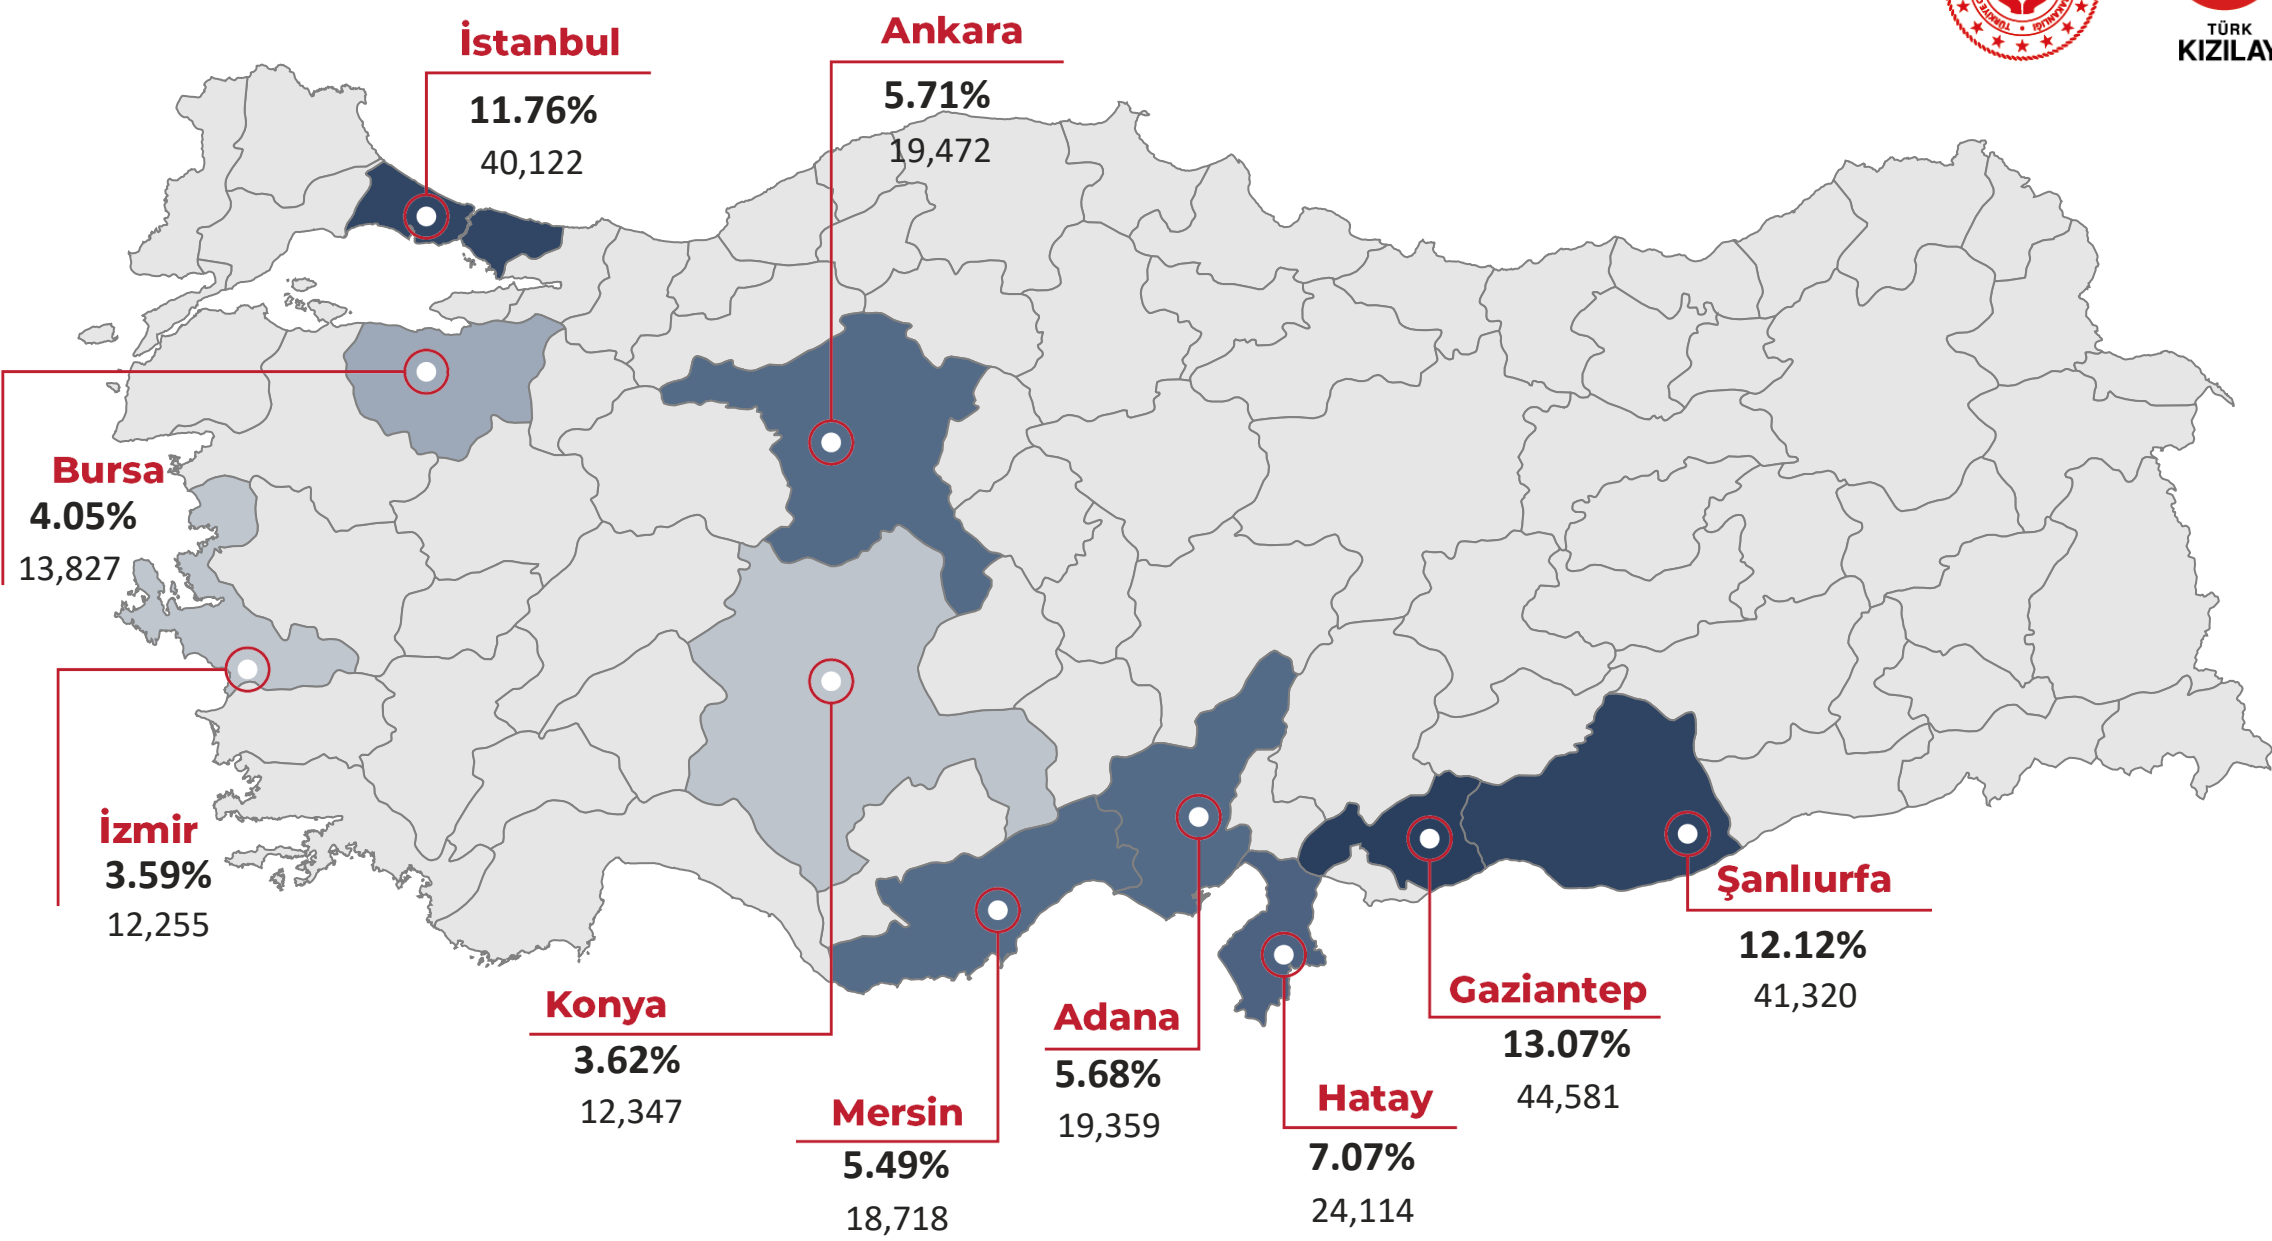 TÜRK
KIZILAY
İstanbul
11.76%
40,122
Ankara
5.71%
19,472
Bursa
4.05%
13,827
İzmir
3.59%
12,255
Konya
3.62%
12,347
Mersin
5.49%
18,718
Adana
5.68%
19,359
Hatay
7.07%
24,114
Gaziantep
13.07%
44,581
Şanlıurfa
12.12%
41,320